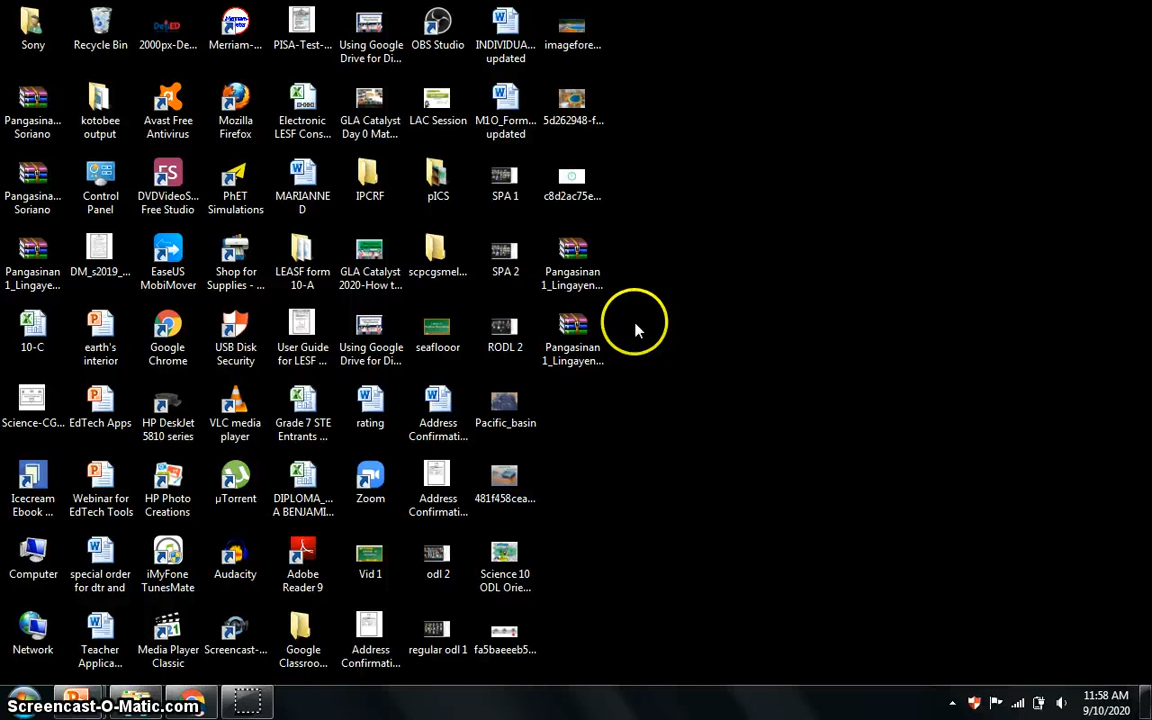 Sony
Recycle Bin
2000px-De...
Merriam-...
PISA-Test-...
Using Google
Drive for Di...
OBS Studio
INDIVIDUA...
updated
imagefore...
Pangasina...
Soriano
kotobee
output
Avast Free
Antivirus
Mozilla
Firefox
Electronic
LESF Cons...
GLA Catalyst
Day 0 Mat...
LAC Session
M1O_Form...
updated
5d262948-f...
Pangasina...
Soriano
Control
Panel
DVDVideoS...
Free Studio
PhET
Simulations
MARIANNE
D
IPCRF
pICS
SPA 1
c8d2ac75e...
Pangasinan
1_Lingaye...
DM_s2019_...
EaseUS
MobiMover
Shop for
Supplies - ...
LEASF form
10-A
GLA Catalyst
2020-How t...
scpcgsmel...
SPA 2
Pangasinan
1_Lingayen...
10-C
earth's
interior
Google
Chrome
USB Disk
Security
User Guide
for LESF ...
Using Google
Drive for Di...
seaflooor
RODL 2
Pangasinan
1_Lingayen...
Science-CG...
EdTech Apps
HP DeskJet
5810 series
VLC media
player
Grade 7 STE
Entrants ...
rating
Address
Confirmati...
Pacific_basin
Icecream
Ebook ...
Webinar for
EdTech Tools
HP Photo
Creations
µTorrent
DIPLOMA_...
A BENJAMI...
Zoom
Address
Confirmati...
481f458cea...
Computer
special order
for dtr and
iMyFone
TunesMate
Audacity
Adobe
Reader 9
Vid 1
odl 2
Science 10
ODL Orie...
Network
Teacher
Applica...
Media Player
Classic
Screencast-...
Google
Classroo...
Address
Confirmati...
regular odl 1
fa5baeeeb5...
Screencast-O-Matic.com
11:58 AM
9/10/2020